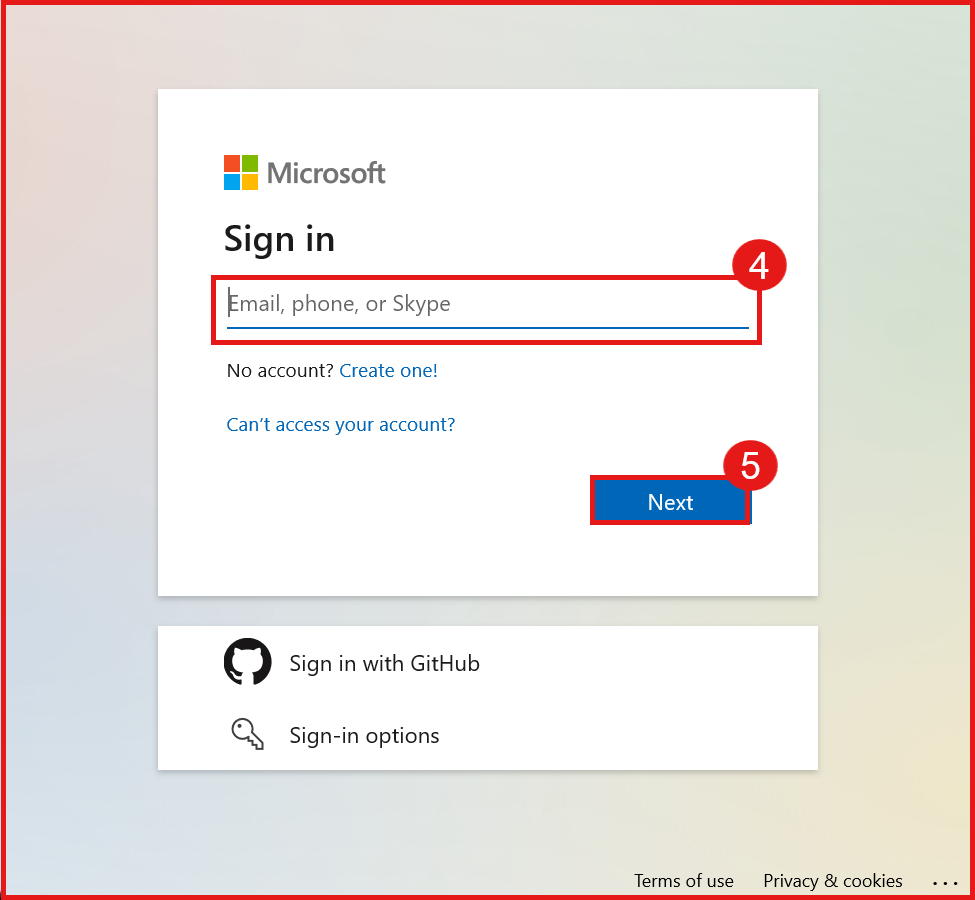 Microsoft
Sign in
4
Email, phone, or Skype
No account? Create one!
Can’t access your account?
5
Next
Sign in with GitHub
Sign-in options
Terms of use Privacy & cookies ...